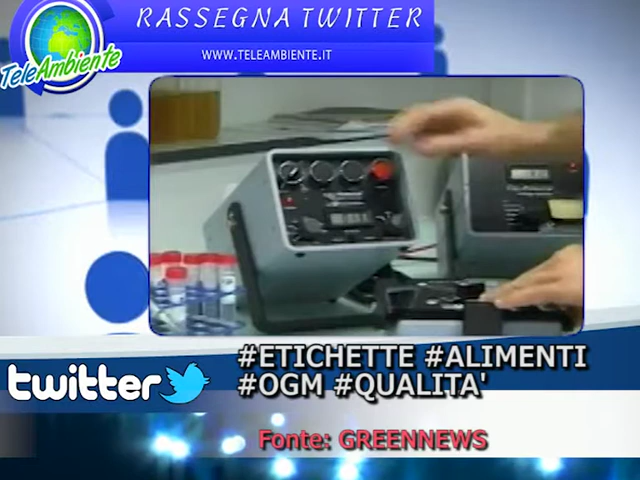 RASSEGNA TWITTER
WWW.TELEAMBIENTE.IT
TeleAmbiente
#ETICHETTE #ALIMENTI
#OGM #QUALITA'
twitter
Fonte: GREENNEWS